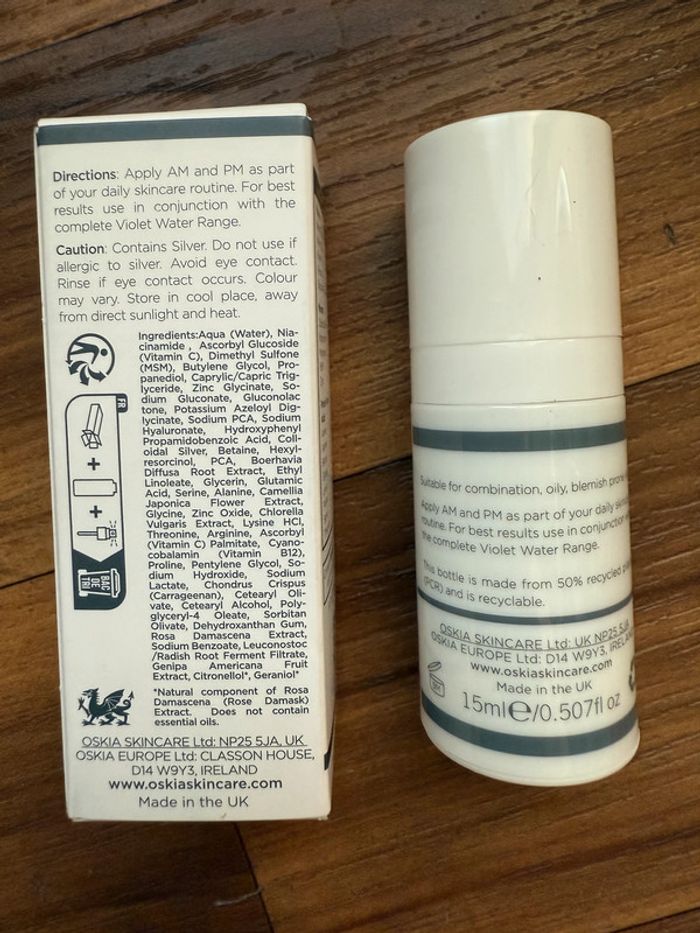 Directions: Apply AM and PM as part
of your daily skincare routine. For best
results use in conjunction with the
complete Violet Water Range.
Caution: Contains Silver. Do not use if
allergic to silver. Avoid eye contact.
Rinse if eye contact occurs. Colour
may vary. Store in cool place, away
from direct sunlight and heat.
Ingredients:Aqua (Water), Nia-
cinamide , Ascorbyl Glucoside
(Vitamin C), Dimethyl Sulfone
(MSM), Butylene Glycol, Pro-
panediol, Caprylic/Capric Trig-
lyceride, Zinc Glycinate, So-
dium Gluconate, Gluconolac
tone, Potassium Azeloyl Dig-
lycinate, Sodium PCA, Sodium
Hyaluronate, Hydroxyphenyl
Propamidobenzoic Acid, Coll-
oidal Silver, Betaine, Hexyl-
resorcinol, PCA, Boerhavia
Diffusa Root Extract, Ethyl
Linoleate, Glycerin, Glutamic
Acid, Serine, Alanine, Camellia
Japonica Flower Extract,
Glycine, Zinc Oxide, Chlorella
Vulgaris Extract, Lysine HCl,
Threonine, Arginine, Ascorbyl
(Vitamin C) Palmitate, Cyano-
cobalamin (Vitamin B12),
Proline, Pentylene Glycol, So-
dium Hydroxide, Sodium
Lactate, Chondrus Crispus
(Carrageenan), Cetearyl Oli-
vate, Cetearyl Alcohol, Poly-
glyceryl-4 Oleate, Sorbitan
Olivate, Dehydroxanthan Gum,
Rosa Damascena Extract,
Sodium Benzoate, Leuconostoc
/Radish Root Ferment Filtrate,
Genipa Americana Fruit
Extract, Citronellol*, Geraniol*
*Natural component of Rosa
Damascena (Rose Damask)
Extract. Does not contain
essential oils.
FR
+
+
BAC
DE
TRI
OSKIA SKINCARE Ltd: NP25 5JA, UK
OSKIA EUROPE Ltd: CLASSON HOUSE,
D14 W9Y3, IRELAND
www.oskiaskincare.com
Made in the UK
Suitable for combination, oily, blemish prone
Apply AM and PM as part of your daily
routine. For best results use in conjunction
the complete Violet Water Range.
This bottle is made from 50% recycled
(PCR) and is recyclable.
OSKIA SKINCARE Ltd: UK NP25 5JA
OSKIA EUROPE Ltd: D14 W9Y3, IRELAND
www.oskiaskincare.com
Made in the UK
15ml℮/0.507fl oz